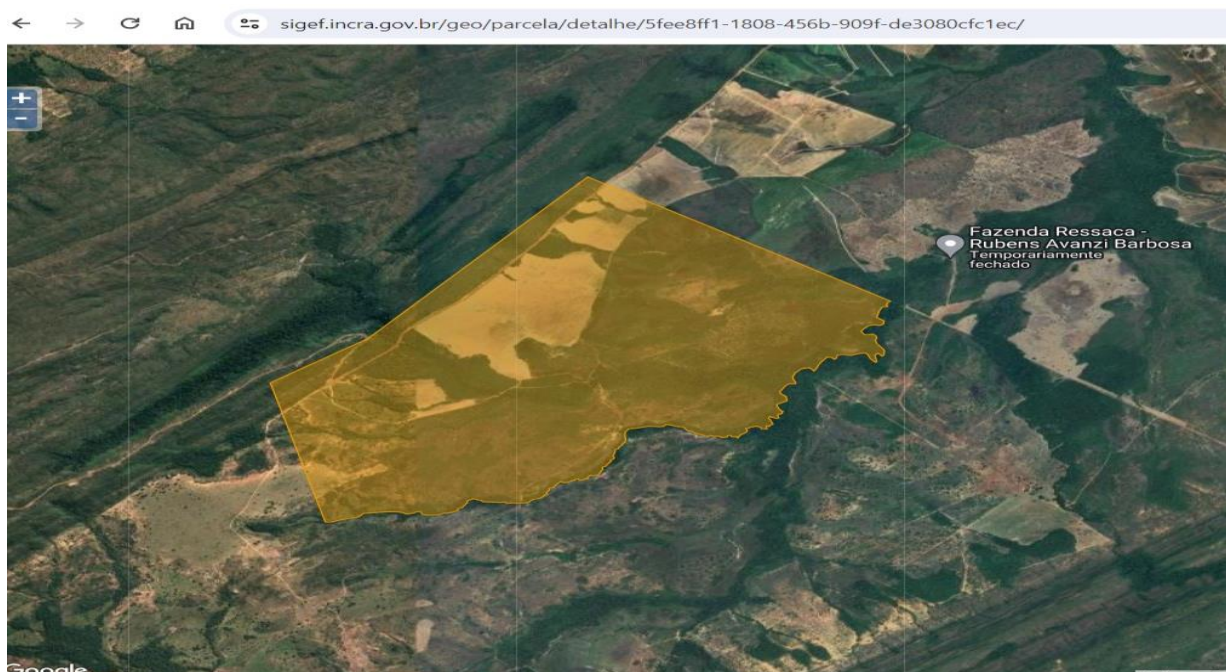 sigef.incra.gov.br/geo/parcela/detalhe/5fee8ff1-1808-456b-909f-de3080cfc1ec/
+
−
Fazenda Ressaca -
Rubens Avanzi Barbosa
Temporariamente
fechado
Google